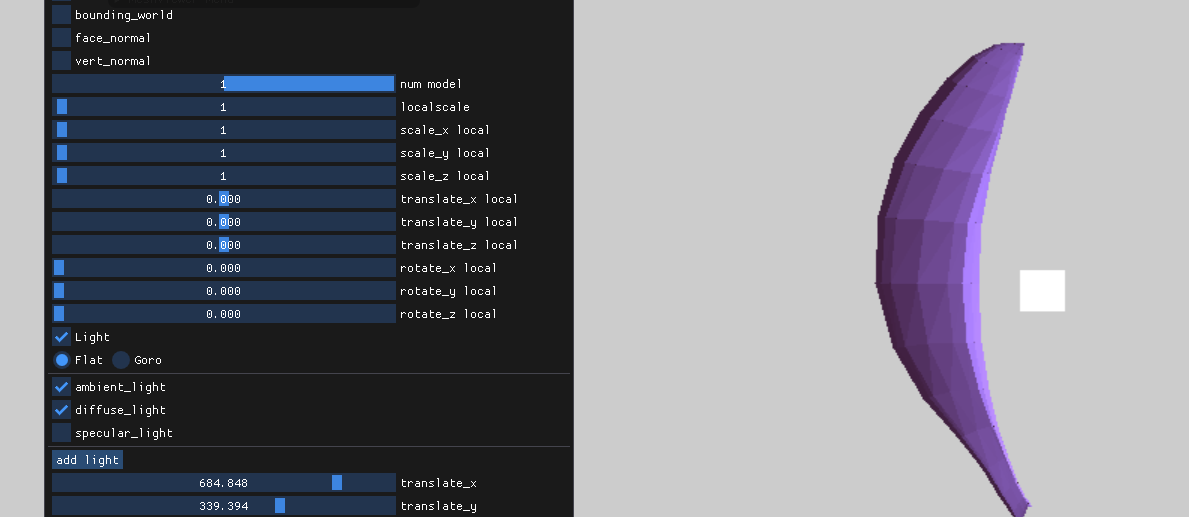 bounding_world
face_normal
vert_normal
1 num model
1 localscale
1 scale_x local
1 scale_y local
1 scale_z local
0.000 translate_x local
0.000 translate_y local
0.000 translate_z local
0.000 rotate_x local
0.000 rotate_y local
0.000 rotate_z local
Light
Flat Goro
ambient_light
diffuse_light
specular_light
add light
684.848 translate_x
339.394 translate_y